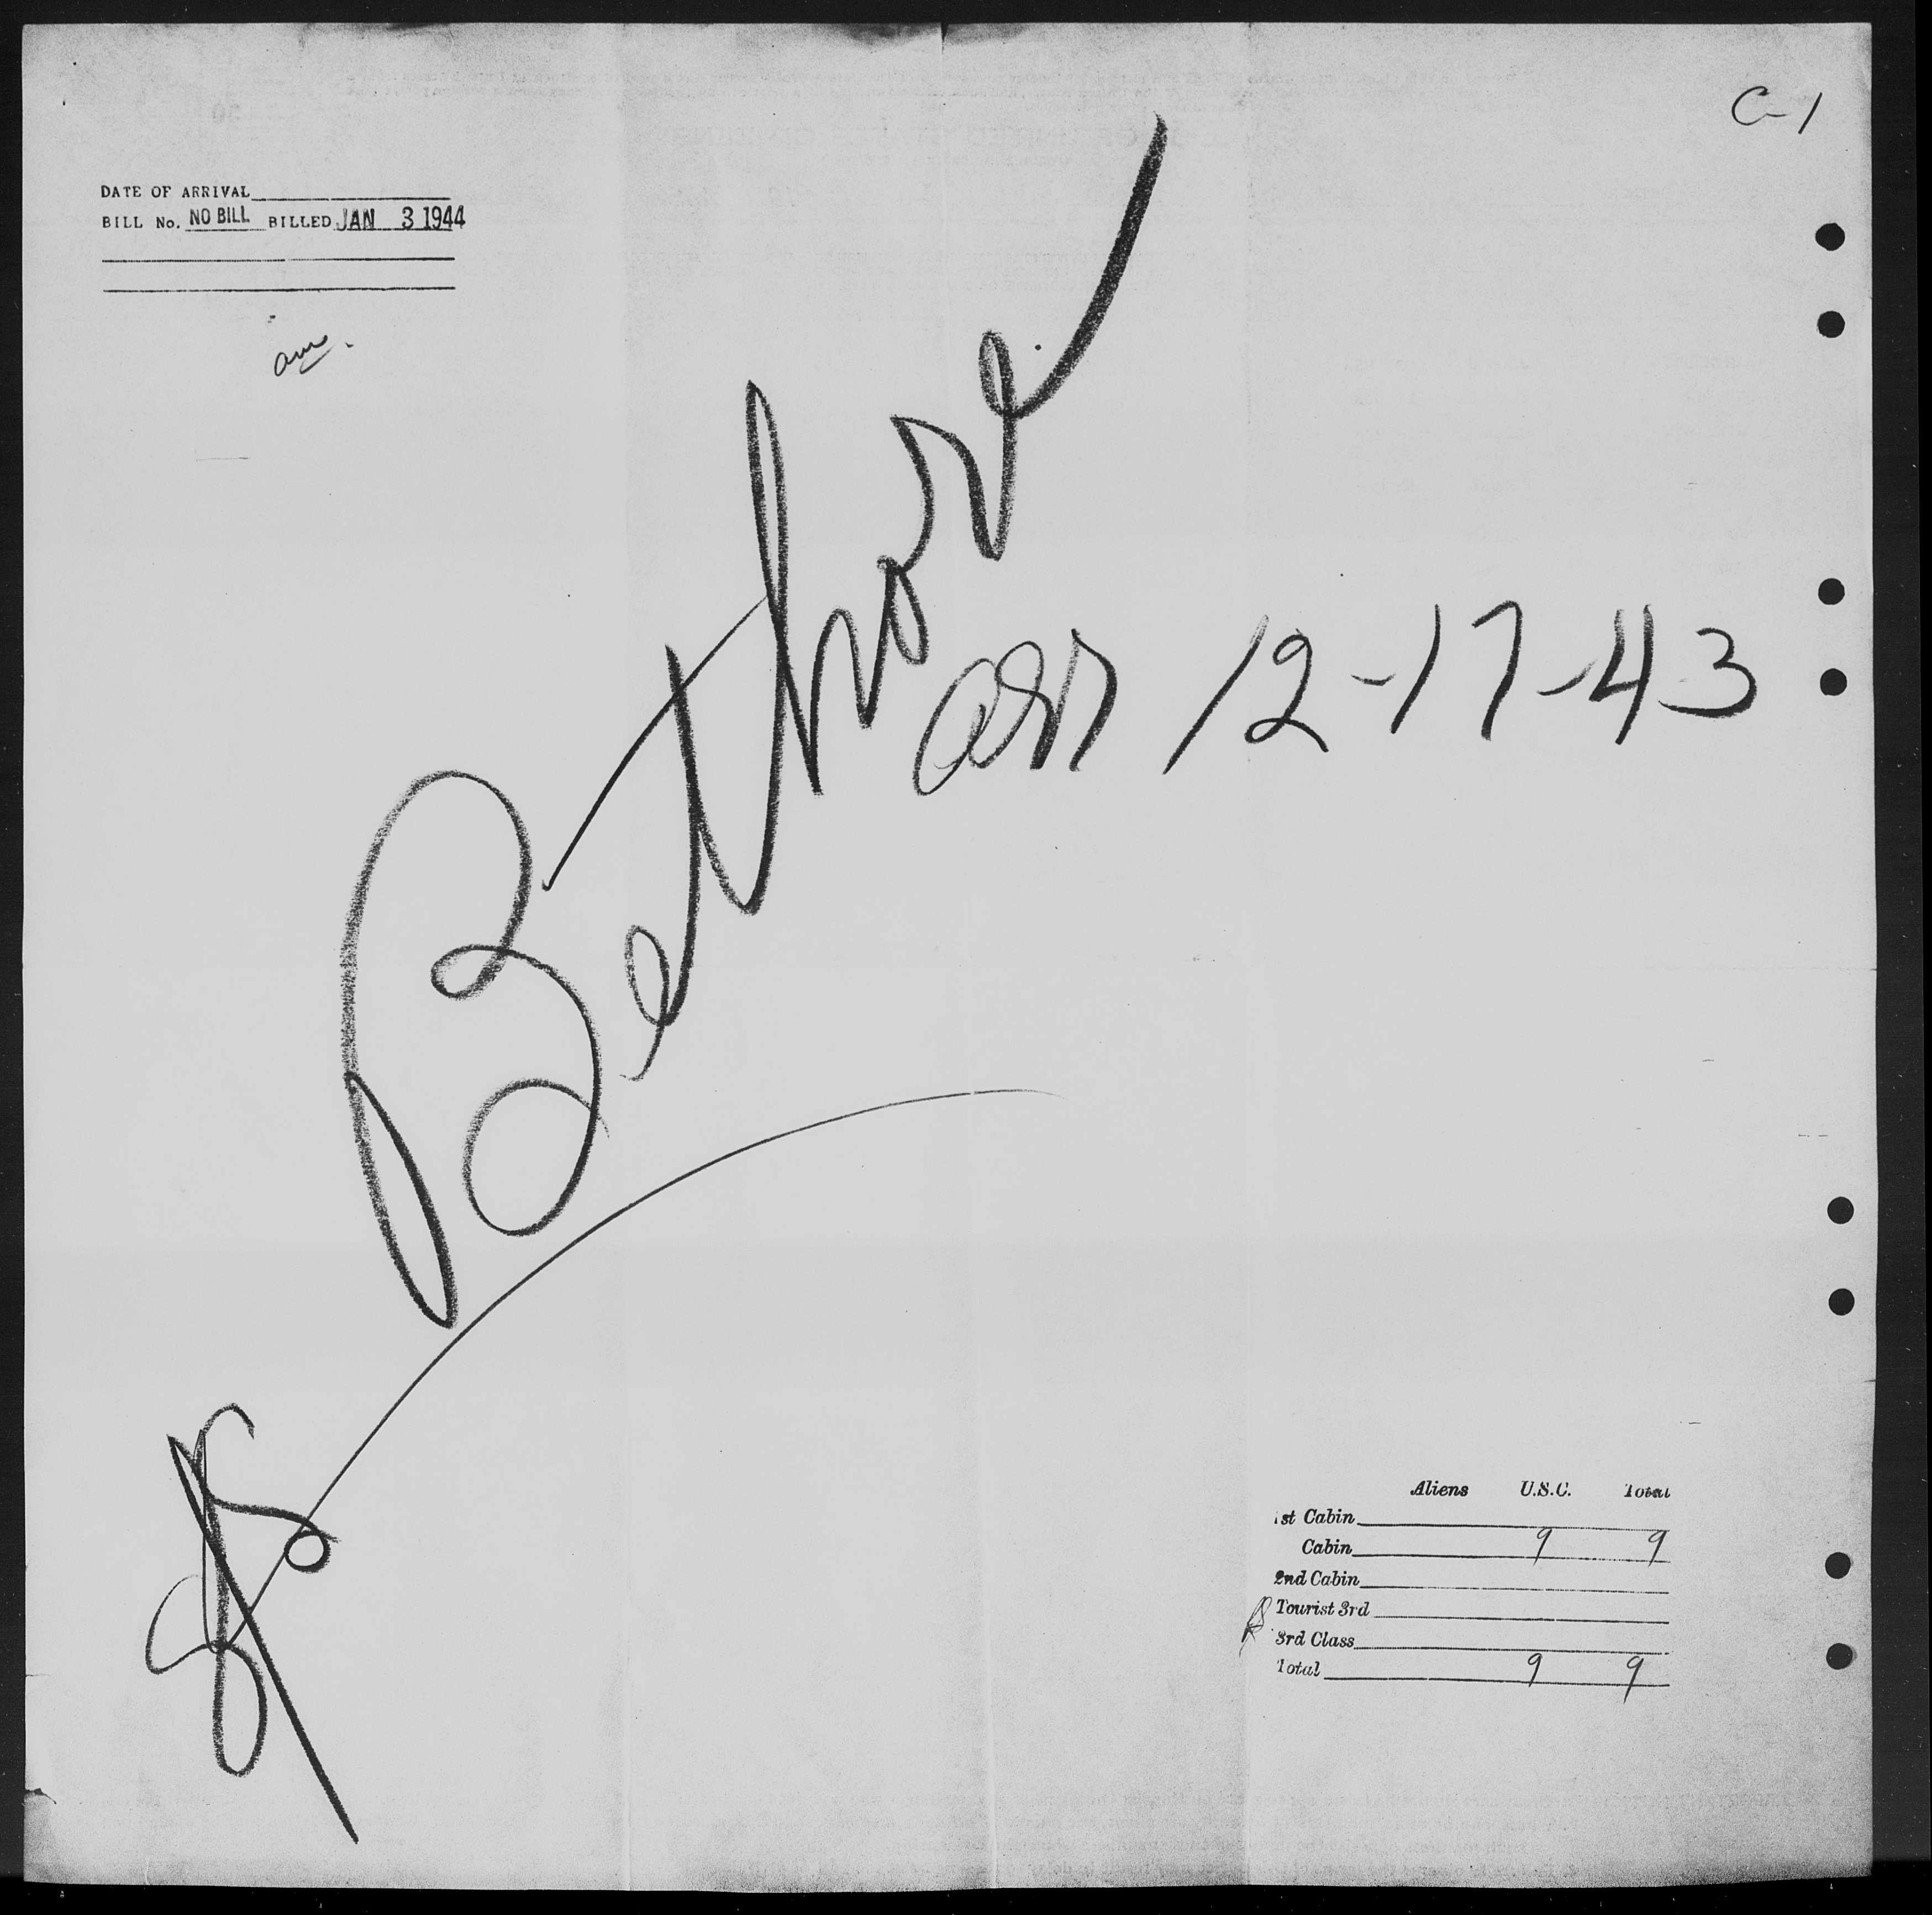 C-1
DATE OF ARRIVAL
BILL No. NO BILL BILLED JAN 3 1944
SS Bethore
arr 12-17-43
Aliens U.S.C. Total
1st Cabin
Cabin 9 9
2nd Cabin
Tourist 3rd
3rd Class
Total 9 9